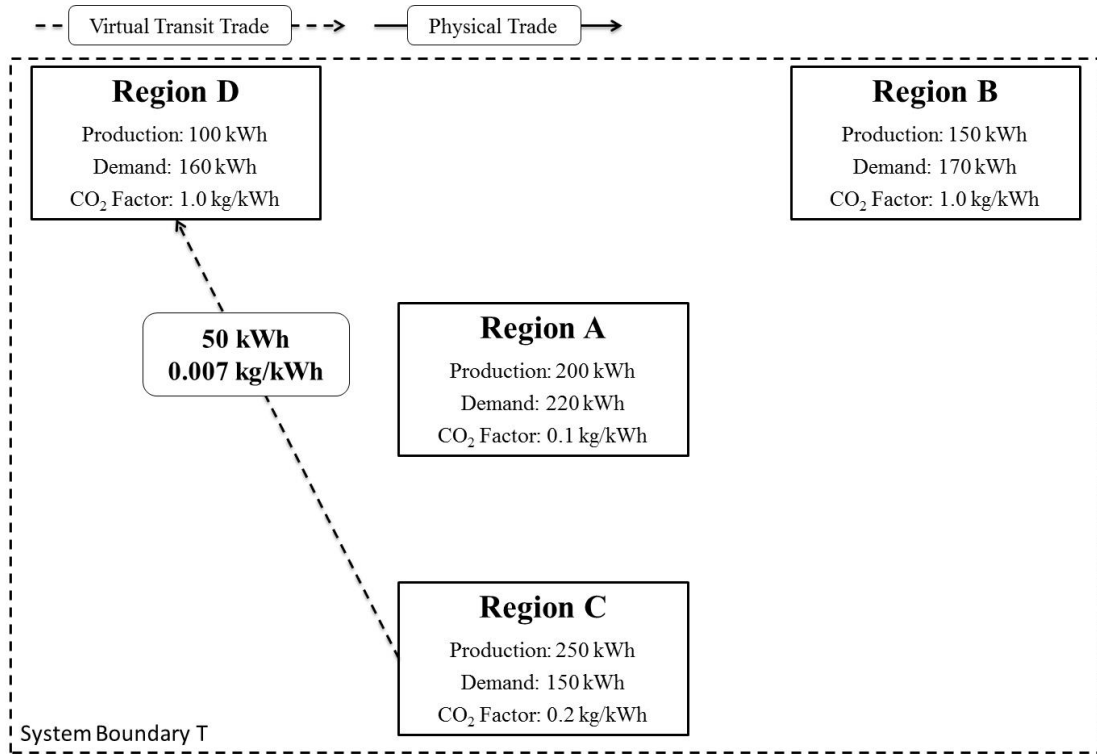 Virtual Transit Trade
Physical Trade
Region D
Production: 100 kWh
Demand: 160 kWh
CO₂ Factor: 1.0 kg/kWh
Region B
Production: 150 kWh
Demand: 170 kWh
CO₂ Factor: 1.0 kg/kWh
50 kWh
0.007 kg/kWh
Region A
Production: 200 kWh
Demand: 220 kWh
CO₂ Factor: 0.1 kg/kWh
Region C
Production: 250 kWh
Demand: 150 kWh
CO₂ Factor: 0.2 kg/kWh
System Boundary T